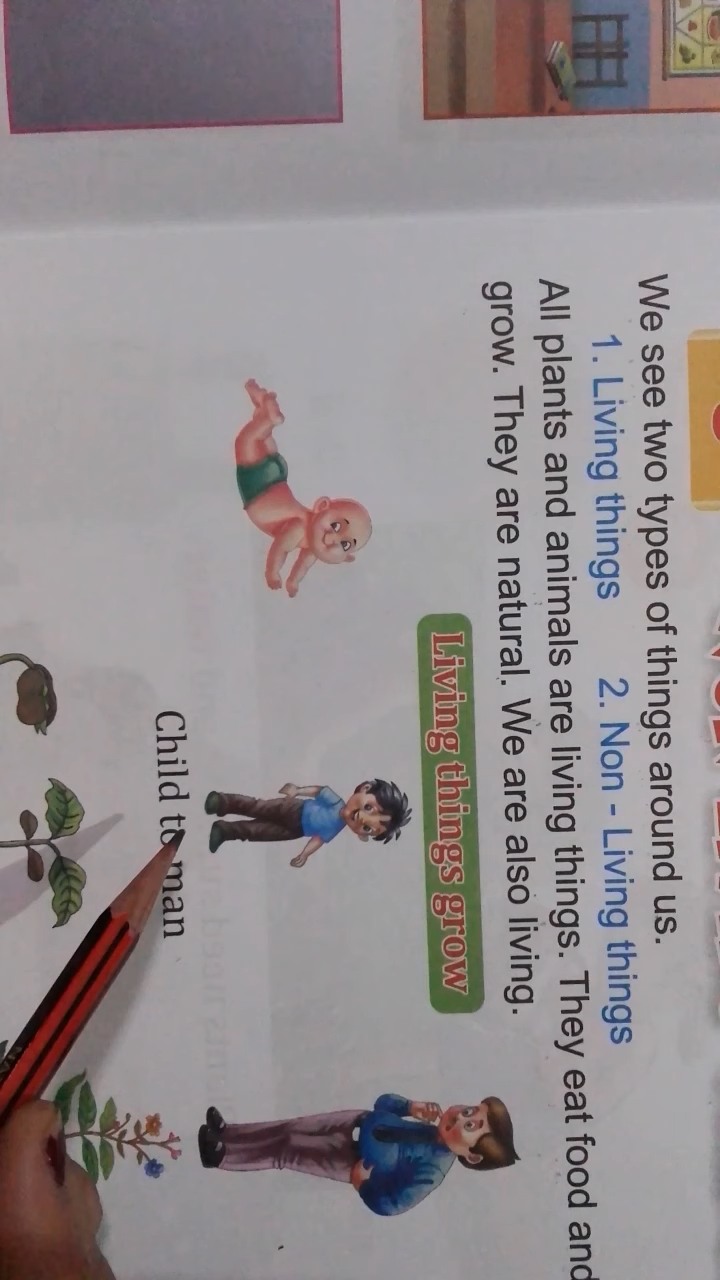 We see two types of things around us.
1. Living things 2. Non - Living things
All plants and animals are living things. They eat food and
grow. They are natural. We are also living.
Living things grow
Child to man